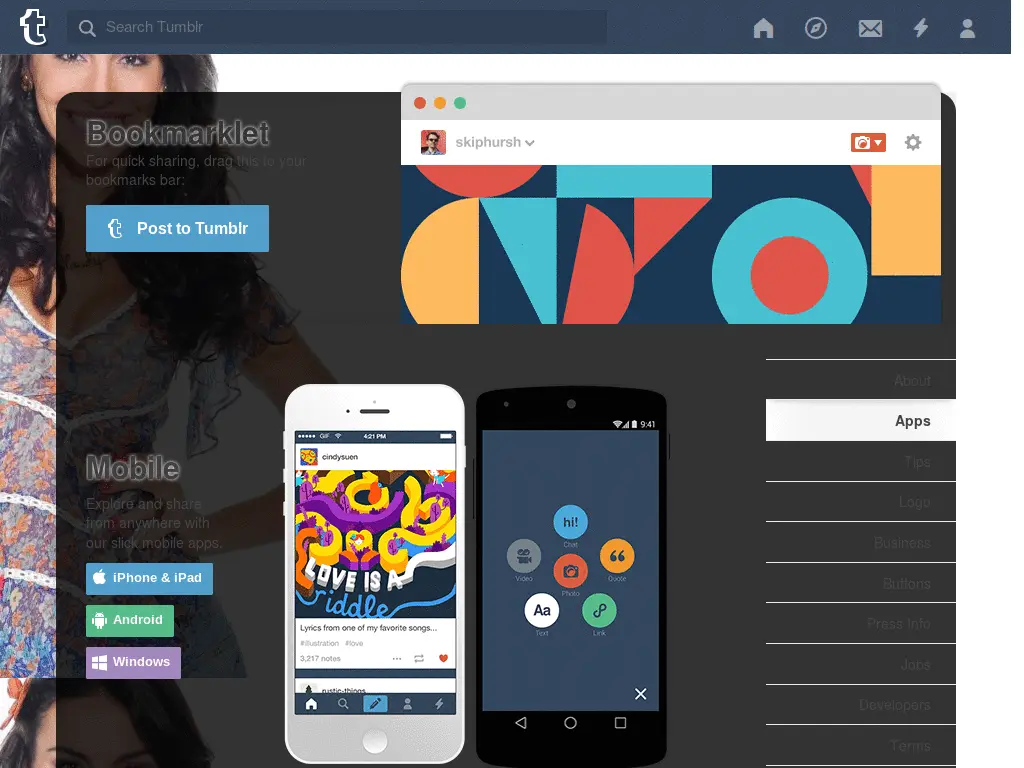 t Search Tumblr
Bookmarklet
For quick sharing, drag this to your
bookmarks bar:
t Post to Tumblr
skiphursh
Mobile
Explore and share
from anywhere with
our slick mobile apps.
iPhone & iPad
Android
Windows
GIF 4:21 PM
cindysuen
LOVE IS A
riddle
Lyrics from one of my favorite songs...
#illustration #love
3,217 notes
rustic-things
9:41
hi!
Chat
Video
Quote
Photo
Aa
Text
Link
About
Apps
Tips
Logo
Business
Buttons
Press Info
Jobs
Developers
Terms